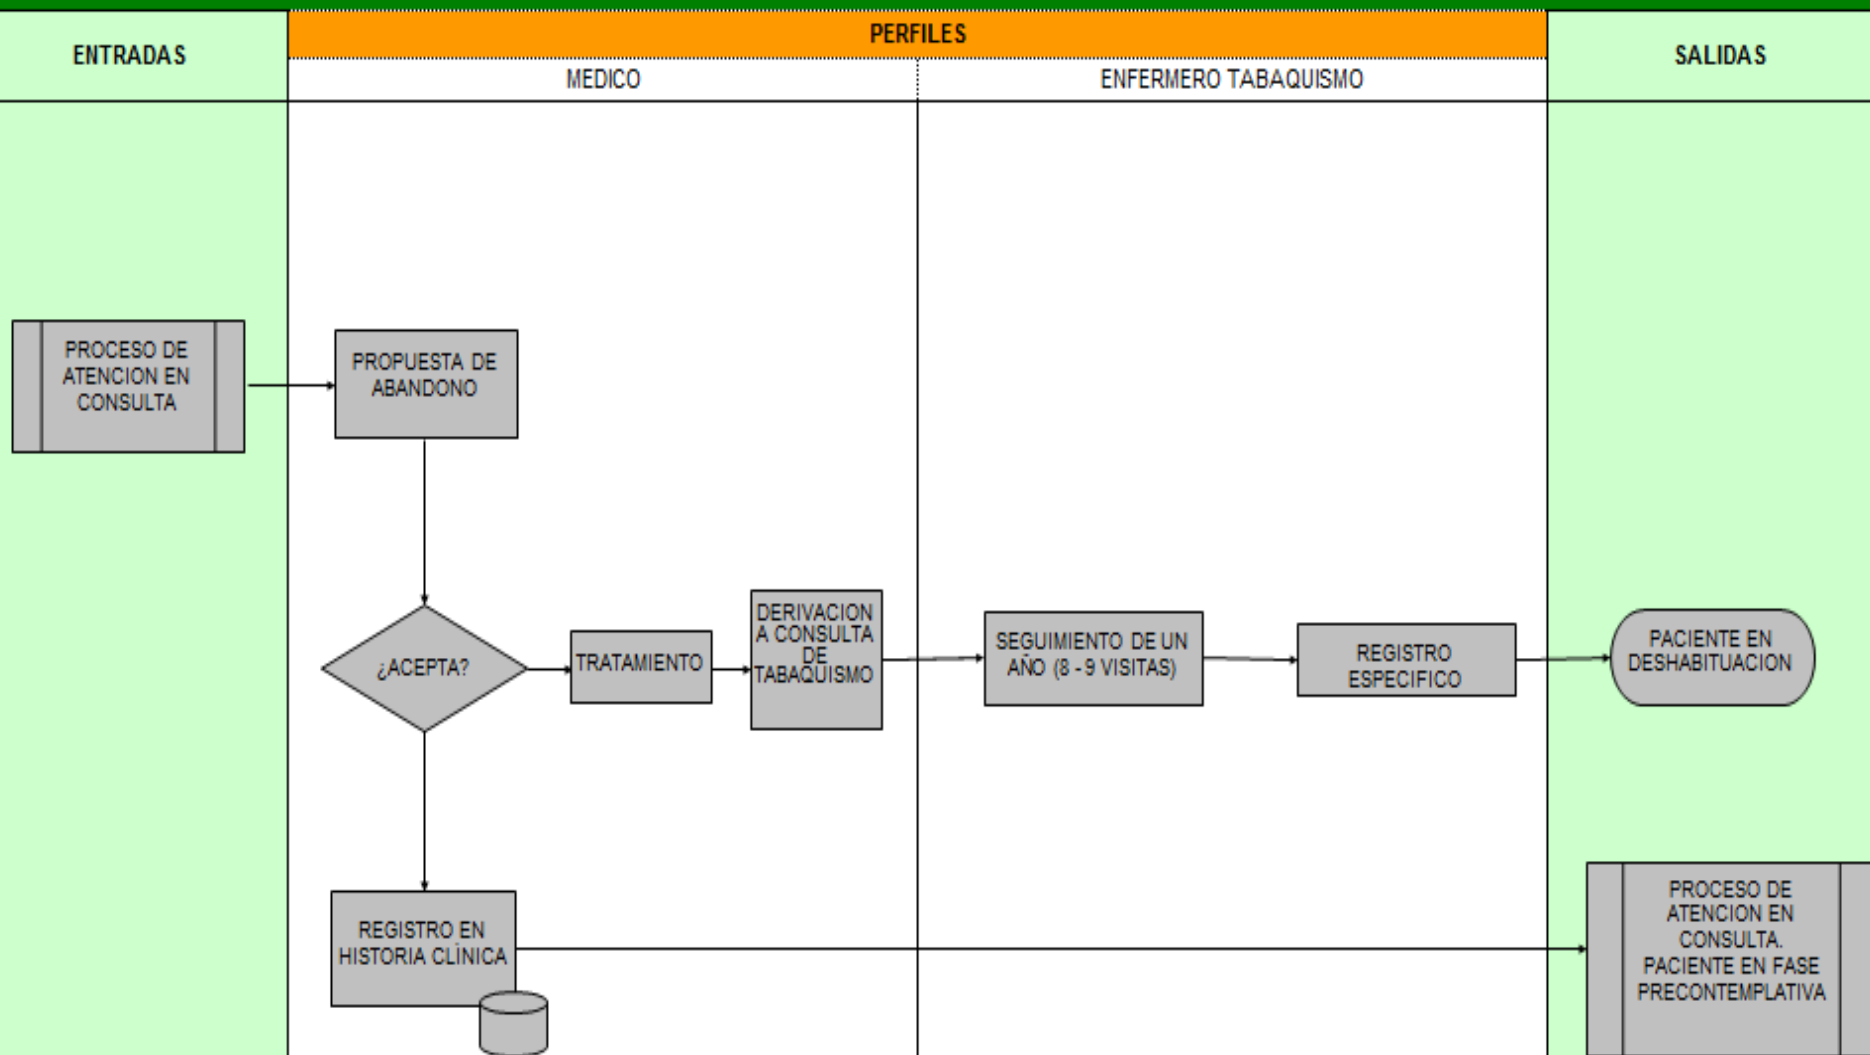 ENTRADAS
PERFILES
SALIDAS
MEDICO
ENFERMERO TABAQUISMO
PROCESO DE
ATENCION EN
CONSULTA
PROPUESTA DE
ABANDONO
¿ACEPTA?
TRATAMIENTO
DERIVACION
A CONSULTA
DE
TABAQUISMO
SEGUIMIENTO DE UN
AÑO (8 - 9 VISITAS)
REGISTRO
ESPECIFICO
PACIENTE EN
DESHABITUACION
REGISTRO EN
HISTORIA CLÍNICA
PROCESO DE
ATENCION EN
CONSULTA.
PACIENTE EN FASE
PRECONTEMPLATIVA